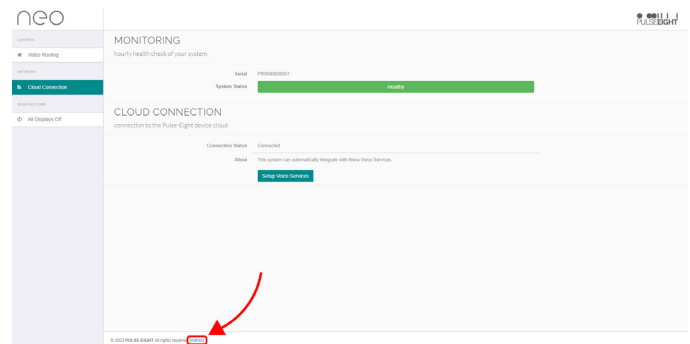 neo
PULSEEIGHT
CONTROL
Video Routing
NETWORK
Cloud Connection
QUICK ACTIONS
All Displays Off
MONITORING
hourly health check of your system
Serial
System Status
Healthy
CLOUD CONNECTION
connection to the Pulse-Eight device cloud
Connection Status Connected
Alexa This system can automatically integrate with Alexa Voice Services.
Setup Voice Services
© 2022 PULSE-EIGHT All rights reserved